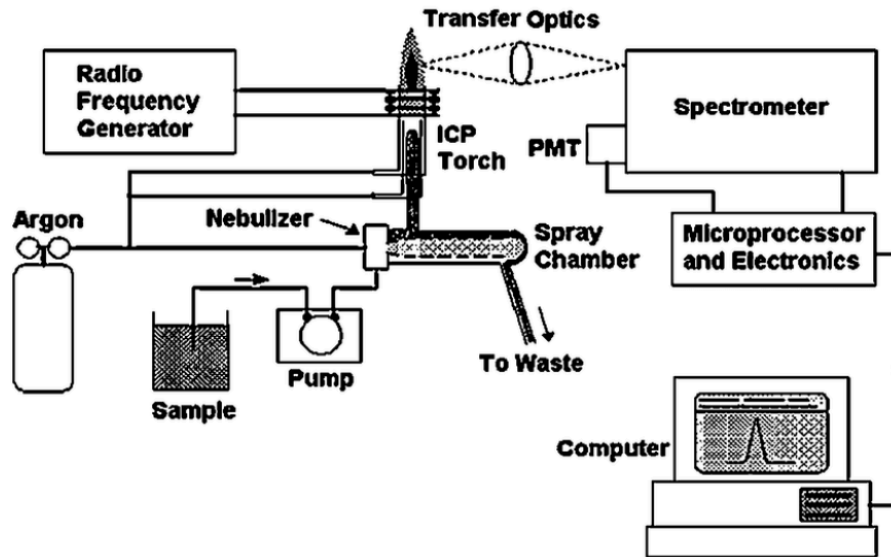 Transfer Optics
Radio
Frequency
Generator
Spectrometer
ICP
Torch
PMT
Argon
Nebulizer
Spray
Chamber
Microprocessor
and Electronics
Pump
To Waste
Sample
Computer